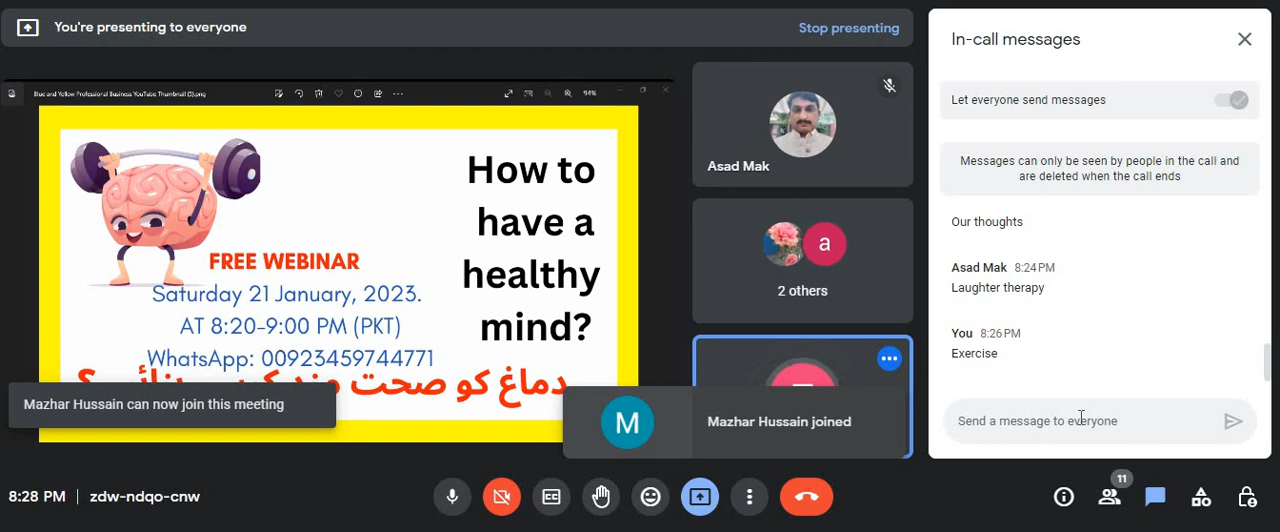 You're presenting to everyone
Stop presenting
Blue and Yellow Professional Business YouTube Thumbnail (5).png
94%
How to
have a
healthy
mind?
FREE WEBINAR
Saturday 21 January, 2023.
AT 8:20-9:00 PM (PKT)
WhatsApp: 00923459744771
دماغ کو صحت
Mazhar Hussain can now join this meeting
Asad Mak
a
2 others
M
Mazhar Hussain joined
In-call messages
Let everyone send messages
Messages can only be seen by people in the call and
are deleted when the call ends
Our thoughts
Asad Mak 8:24 PM
Laughter therapy
You 8:26 PM
Exercise
Send a message to everyone
8:28 PM | zdw-ndqo-cnw
11